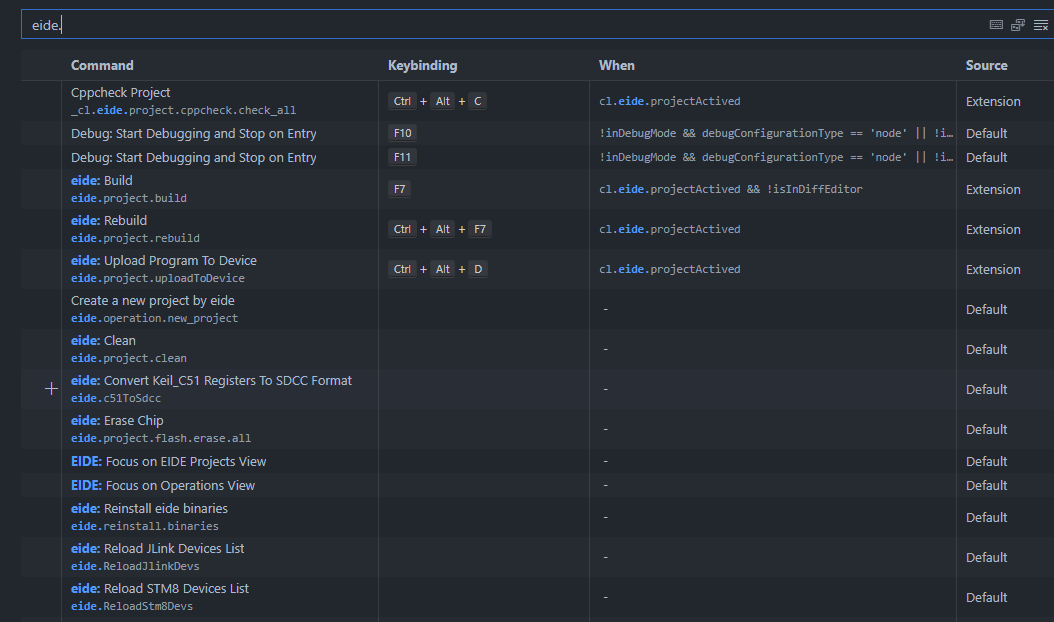 eide.
Command Keybinding When Source
Cppcheck Project
_cl.eide.project.cppcheck.check_all
Ctrl + Alt + C
cl.eide.projectActived
Extension
Debug: Start Debugging and Stop on Entry F10 !inDebugMode && debugConfigurationType == 'node' || !i… Default
Debug: Start Debugging and Stop on Entry F11 !inDebugMode && debugConfigurationType == 'node' || !i… Default
eide: Build
eide.project.build
F7
cl.eide.projectActived && !isInDiffEditor
Extension
eide: Rebuild
eide.project.rebuild
Ctrl + Alt + F7
cl.eide.projectActived
Extension
eide: Upload Program To Device
eide.project.uploadToDevice
Ctrl + Alt + D
cl.eide.projectActived
Extension
Create a new project by eide
eide.operation.new_project
-
Default
eide: Clean
eide.project.clean
-
Default
eide: Convert Keil_C51 Registers To SDCC Format
eide.c51ToSdcc
-
Default
eide: Erase Chip
eide.project.flash.erase.all
-
Default
EIDE: Focus on EIDE Projects View - Default
EIDE: Focus on Operations View - Default
eide: Reinstall eide binaries
eide.reinstall.binaries
-
Default
eide: Reload JLink Devices List
eide.ReloadJlinkDevs
-
Default
eide: Reload STM8 Devices List
eide.ReloadStm8Devs
-
Default